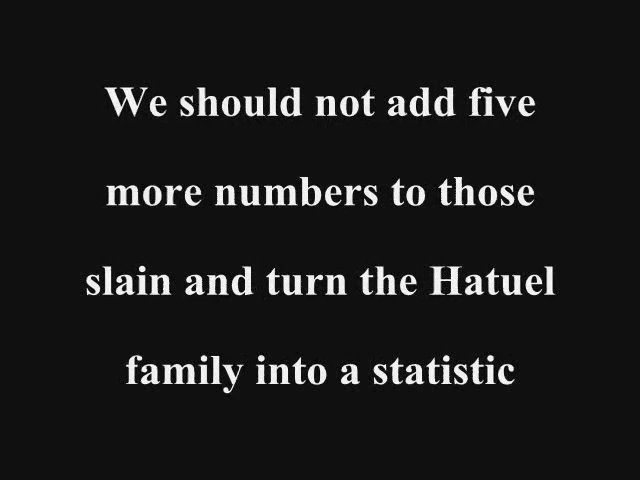 We should not add five
more numbers to those
slain and turn the Hatuel
family into a statistic